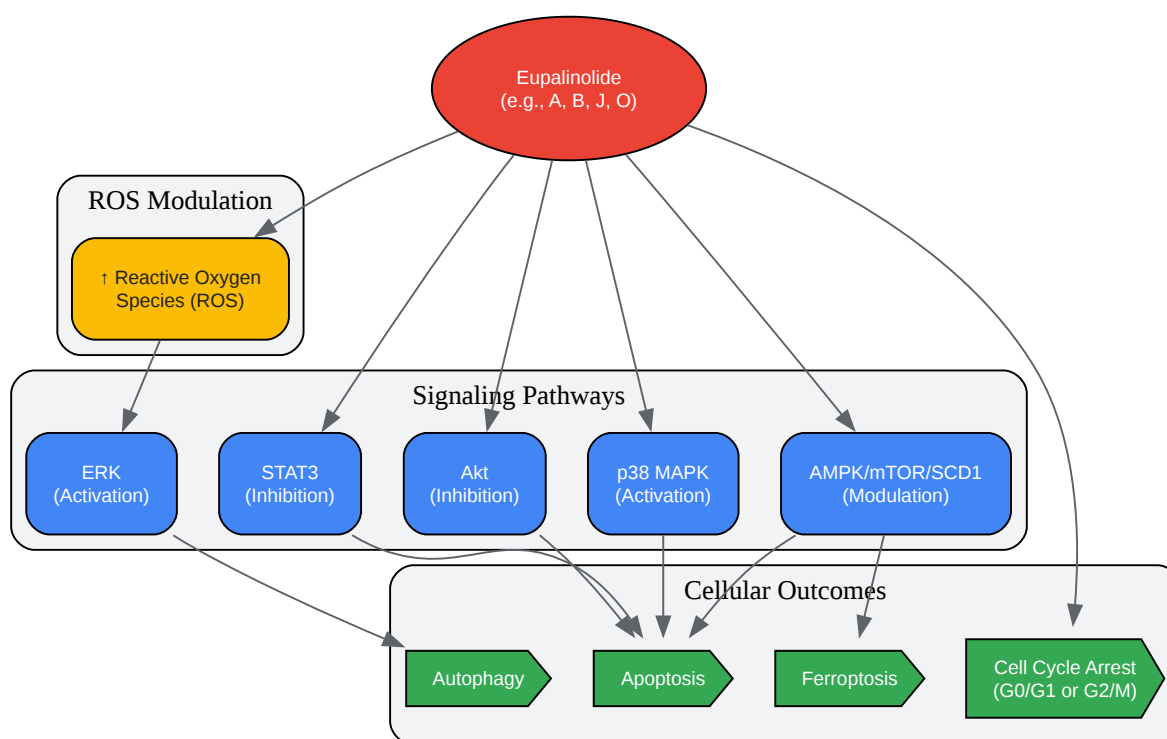 Eupalinolide
(e.g., A, B, J, O)
ROS Modulation
↑ Reactive Oxygen
Species (ROS)
Signaling Pathways
ERK
(Activation)
STAT3
(Inhibition)
Akt
(Inhibition)
p38 MAPK
(Activation)
AMPK/mTOR/SCD1
(Modulation)
Cellular Outcomes
Autophagy
Apoptosis
Ferroptosis
Cell Cycle Arrest
(G0/G1 or G2/M)